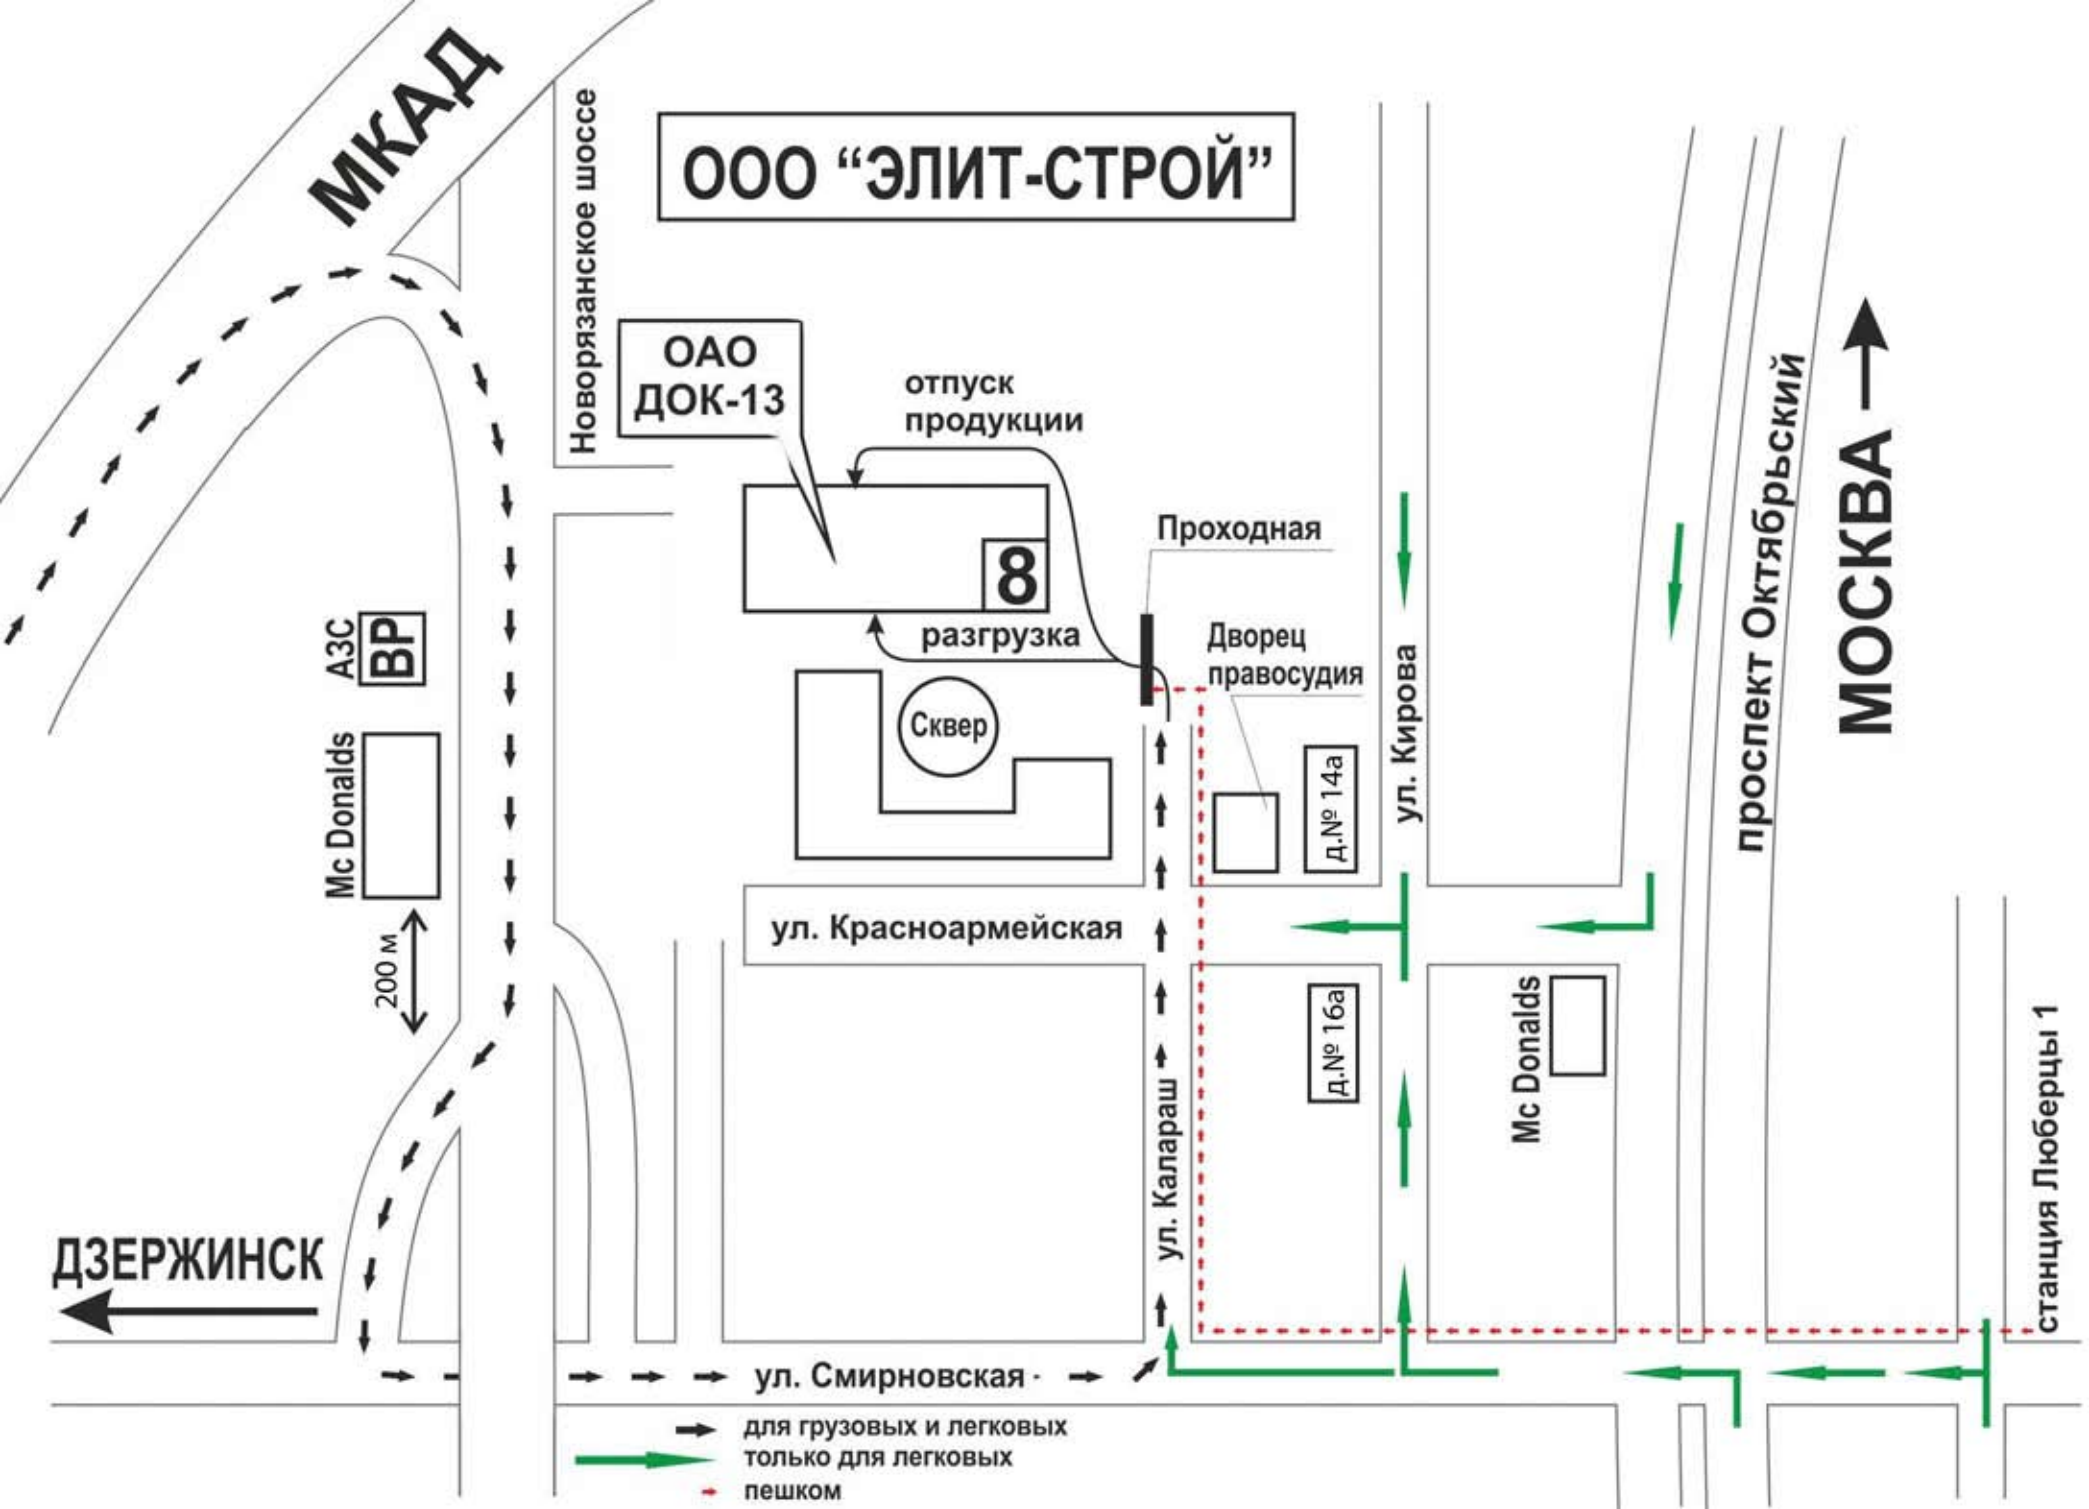 МКАД
Новорязанское шоссе
ООО “ЭЛИТ-СТРОЙ”
ОАО
ДОК-13
отпуск
продукции
8
Проходная
разгрузка
Дворец
правосудия
Сквер
АЗС
BP
Mc Donalds
200 м
д.№ 14а
ул. Кирова
проспект Октябрьский
МОСКВА
ул. Красноармейская
д.№ 16а
Mc Donalds
ул. Калараш
станция Люберцы 1
ДЗЕРЖИНСК
ул. Смирновская
для грузовых и легковых
только для легковых
пешком